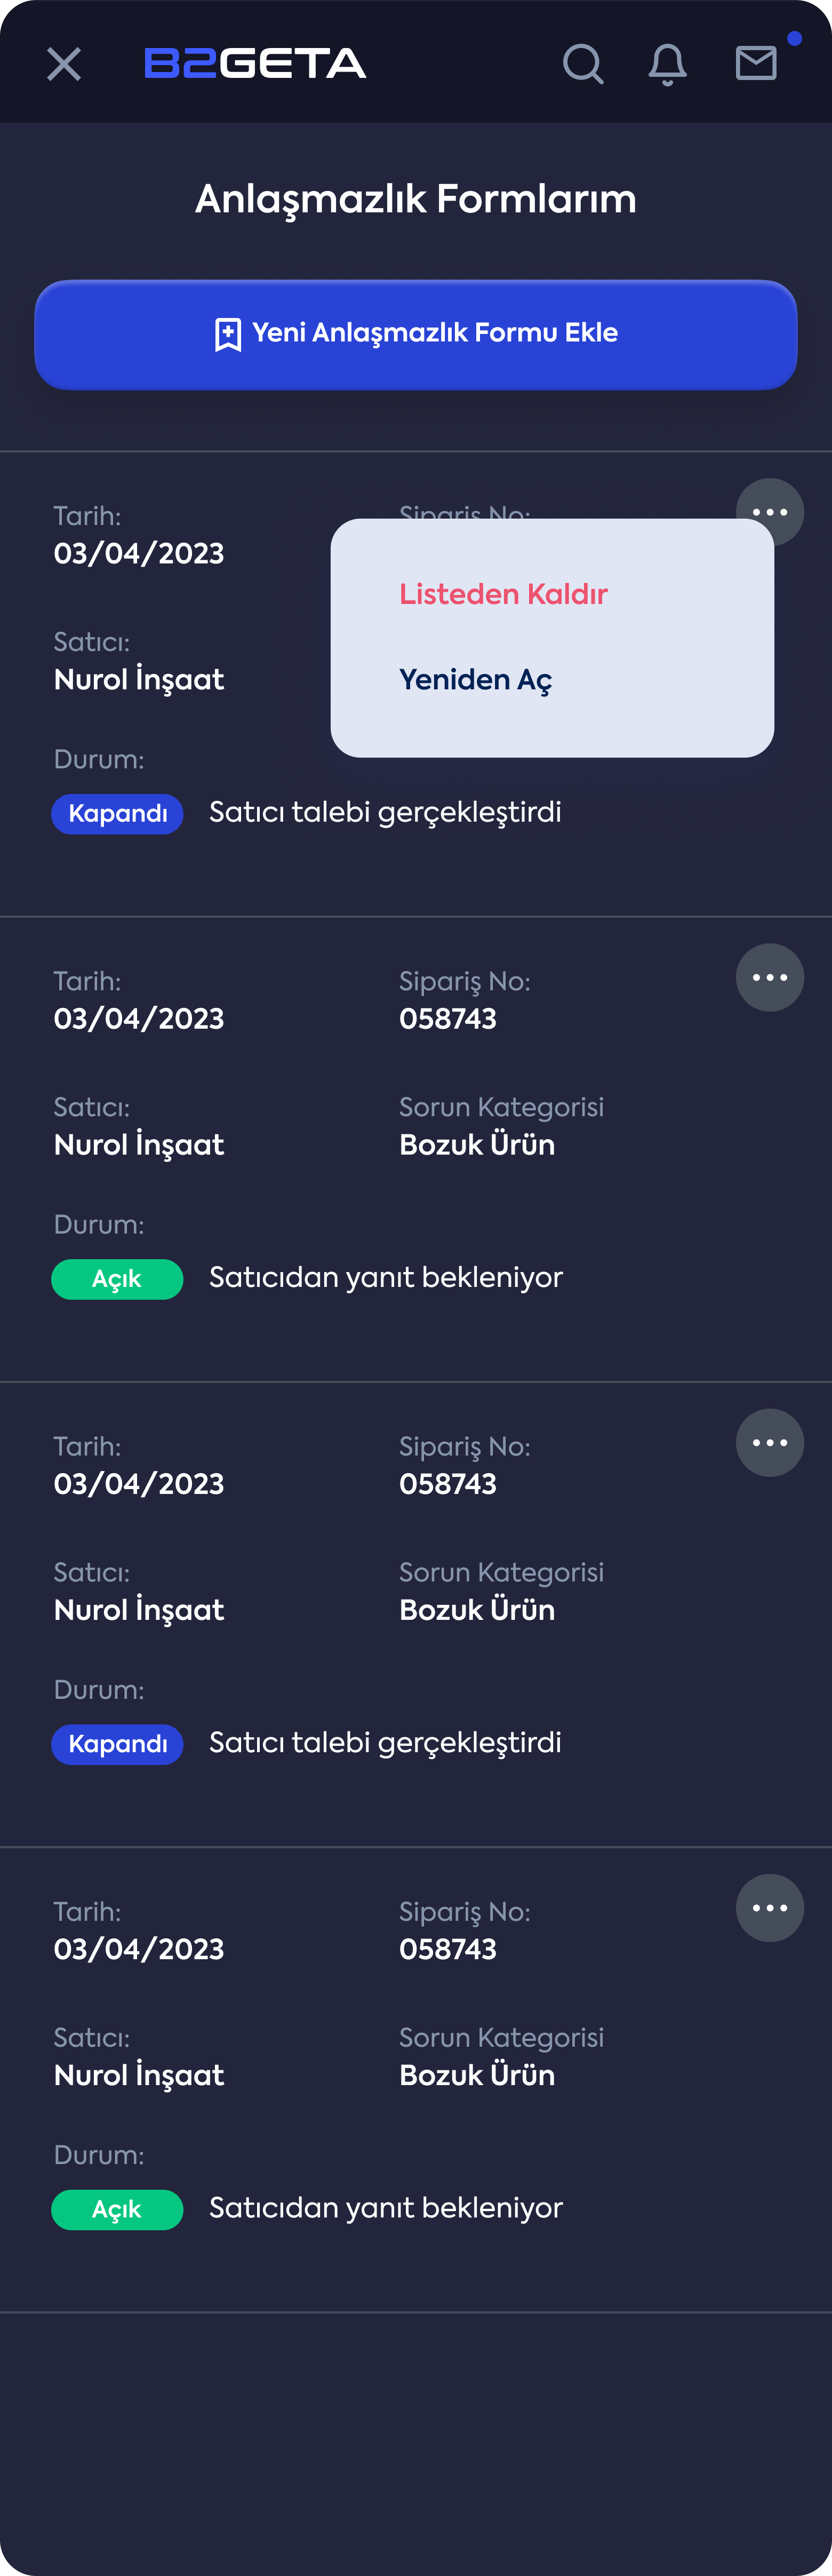 B2GETA
Anlaşmazlık Formlarım
Yeni Anlaşmazlık Formu Ekle
Tarih:
03/04/2023
Sipariş No:
Listeden Kaldır
Yeniden Aç
Satıcı:
Nurol İnşaat
Durum:
Kapandı Satıcı talebi gerçekleştirdi
Tarih: Sipariş No:
03/04/2023 058743
Satıcı: Sorun Kategorisi
Nurol İnşaat Bozuk Ürün
Durum:
Açık Satıcıdan yanıt bekleniyor
Tarih: Sipariş No:
03/04/2023 058743
Satıcı: Sorun Kategorisi
Nurol İnşaat Bozuk Ürün
Durum:
Kapandı Satıcı talebi gerçekleştirdi
Tarih: Sipariş No:
03/04/2023 058743
Satıcı: Sorun Kategorisi
Nurol İnşaat Bozuk Ürün
Durum:
Açık Satıcıdan yanıt bekleniyor